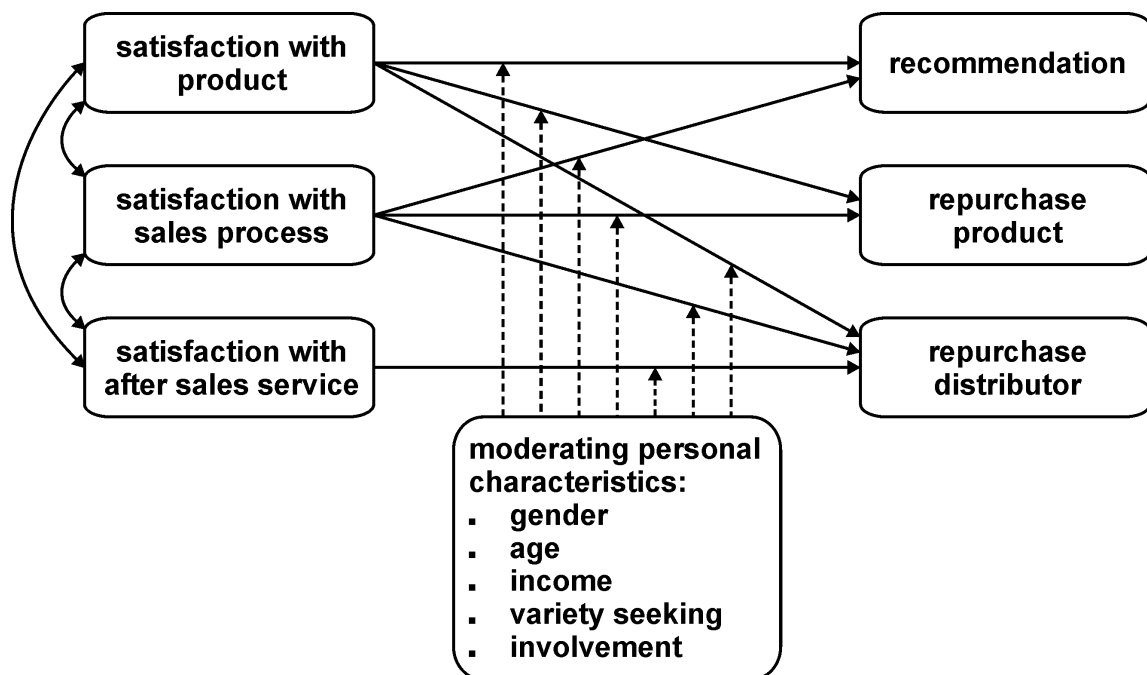 satisfaction with
product
recommendation
satisfaction with
sales process
repurchase
product
satisfaction with
after sales service
repurchase
distributor
moderating personal
characteristics:
▪ gender
▪ age
▪ income
▪ variety seeking
▪ involvement